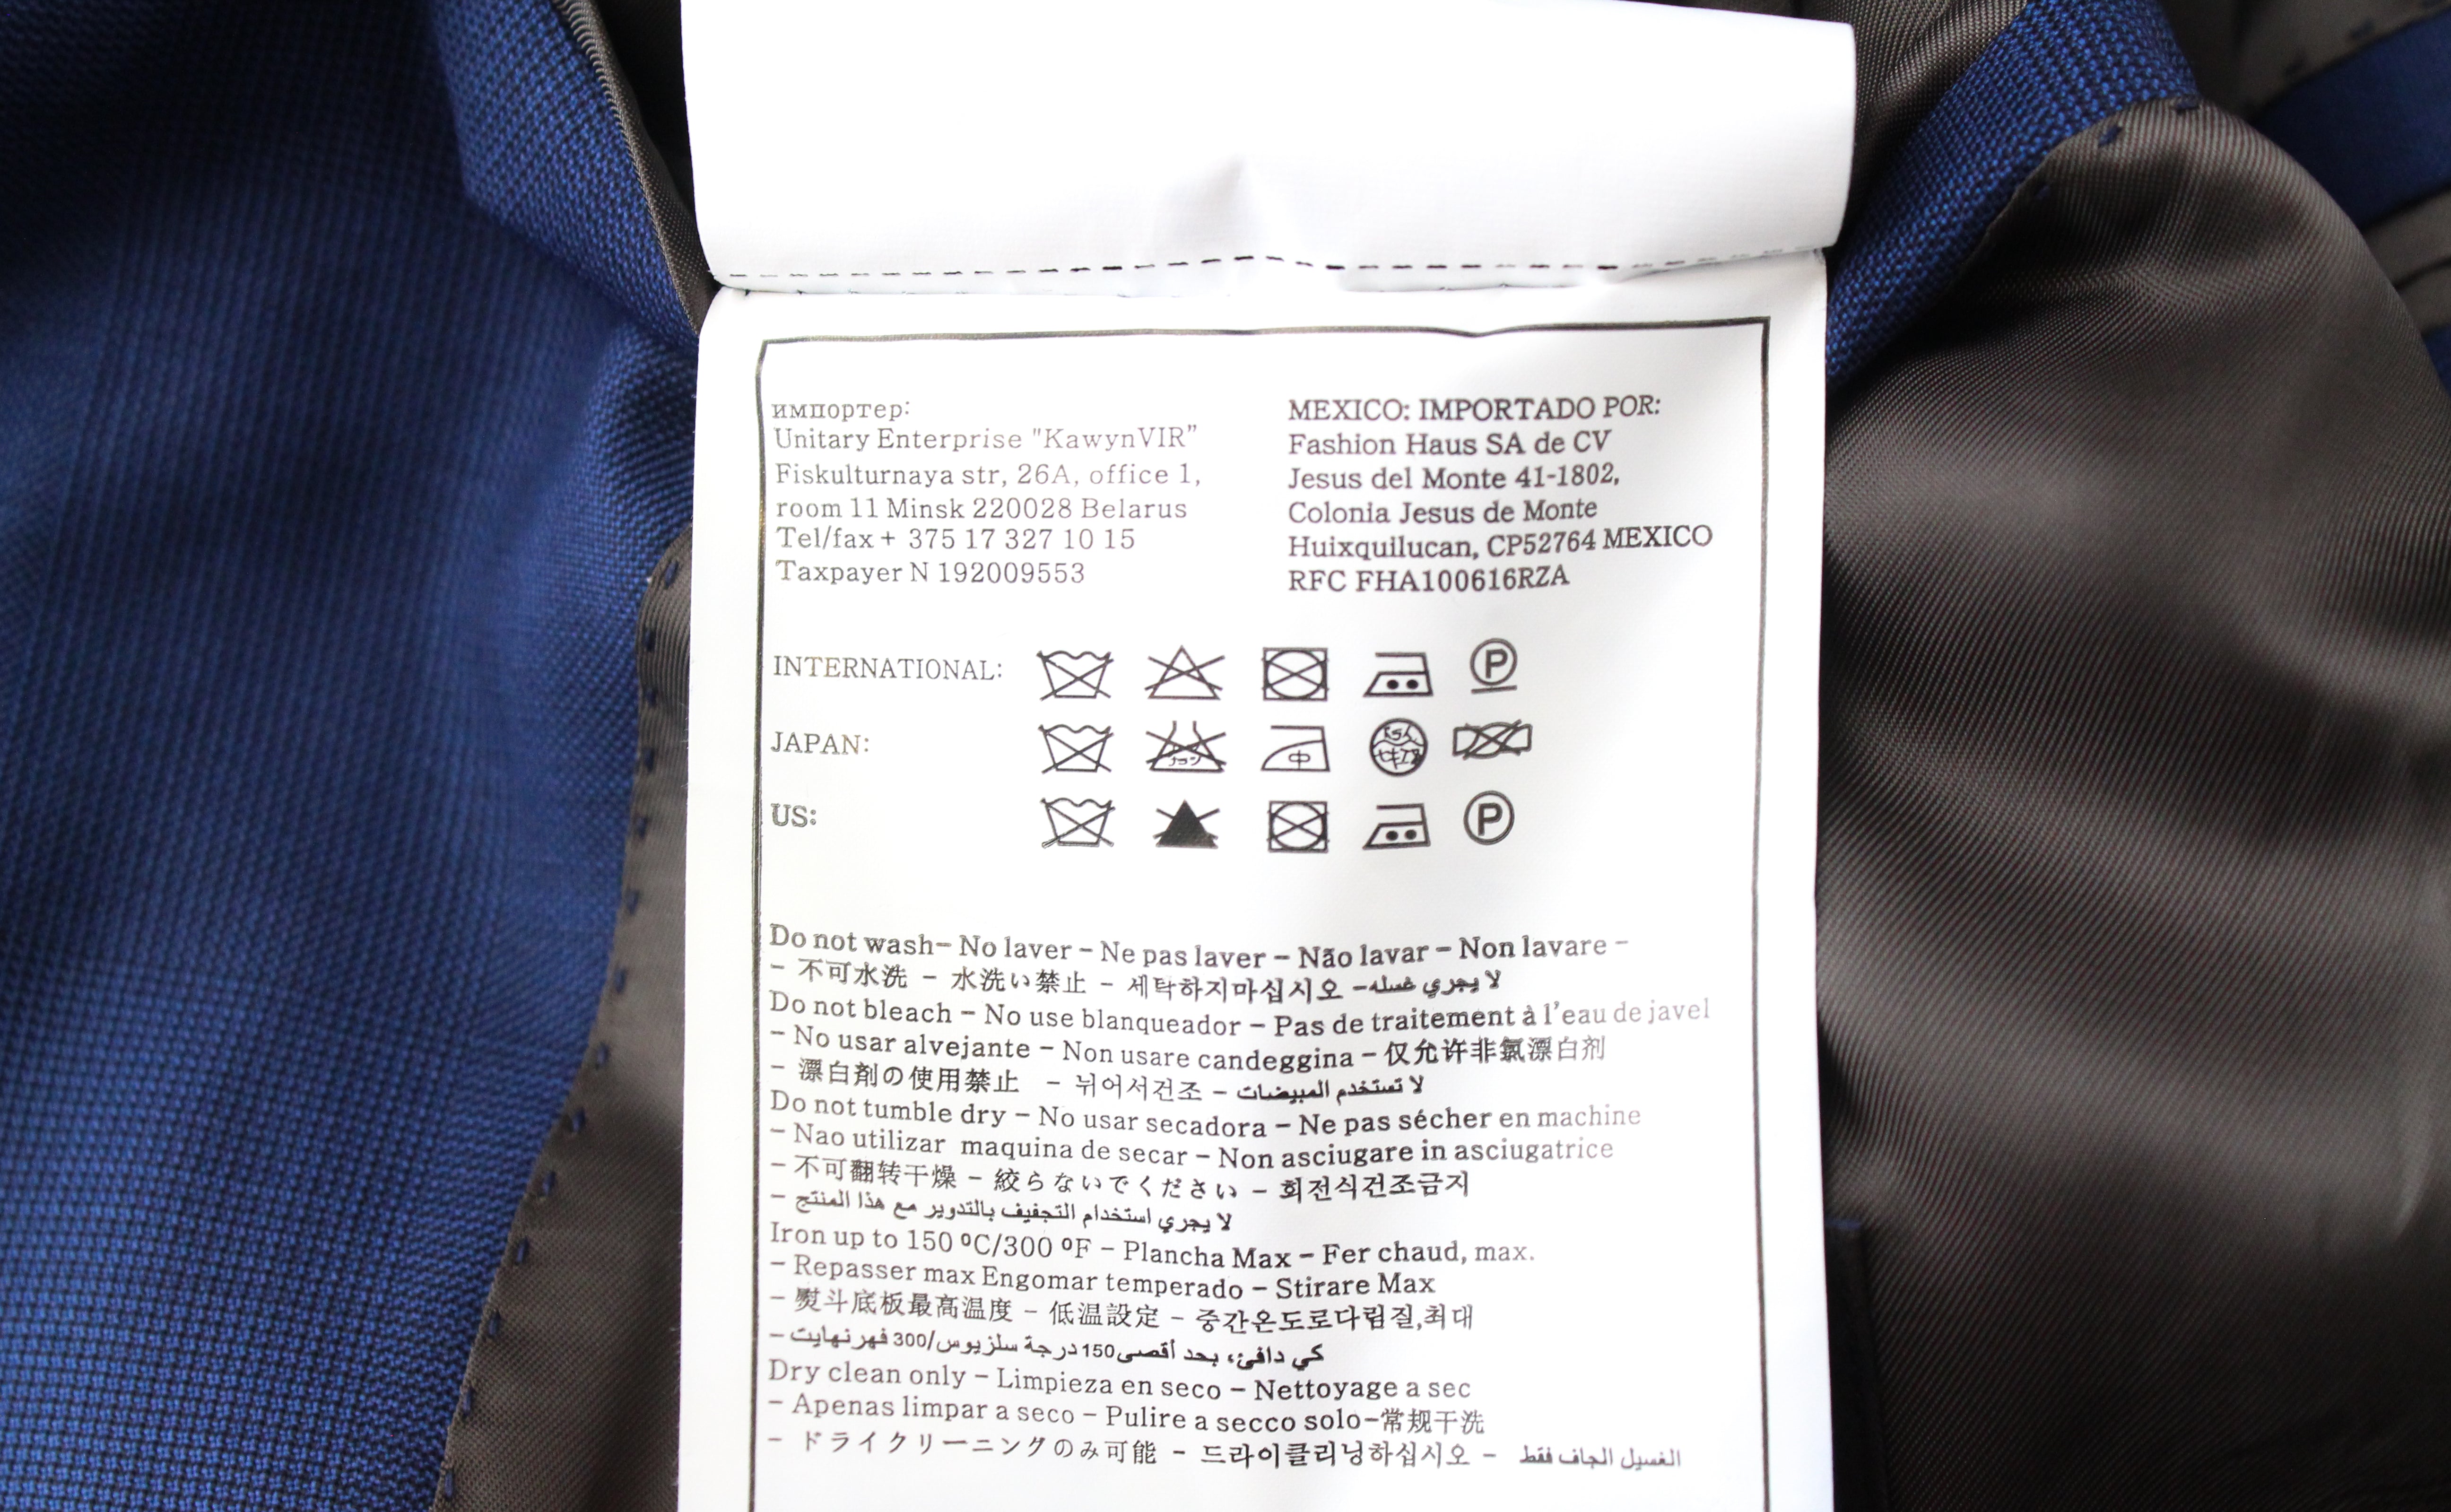 импортер:
Unitary Enterprise "KawynVIR"
Fiskulturnaya str, 26A, office 1,
room 11 Minsk 220028 Belarus
Tel/fax + 375 17 327 10 15
Taxpayer N 192009553
MEXICO: IMPORTADO POR:
Fashion Haus SA de CV
Jesus del Monte 41-1802,
Colonia Jesus de Monte
Huixquilucan, CP52764 MEXICO
RFC FHA100616RZA
INTERNATIONAL:
P
JAPAN:
中
US:
P
Do not wash- No laver - Ne pas laver - Não lavar - Non lavare -
- 不可水洗 - 水洗い禁止 - 세탁하지마십시오 -لا يجري غسله
Do not bleach - No use blanqueador - Pas de traitement à l'eau de javel
- No usar alvejante - Non usare candeggina - 仅允许非氯漂白剂
- 漂白剤の使用禁止 - 뉘어서건조 - لا تستخدم المبيضات
Do not tumble dry - No usar secadora - Ne pas sécher en machine
- Nao utilizar maquina de secar - Non asciugare in asciugatrice
- 不可翻转干燥 - 絞らないでください - 회전식건조금지
- لا يجري استخدام التجفيف بالتدوير مع هذا المنتج
Iron up to 150 ºC/300 ºF - Plancha Max - Fer chaud, max.
- Repasser max Engomar temperado - Stirare Max
- 熨斗底板最高温度 - 低温設定 - 중간온도로다림질,최대
- كي دافئ، بحد أقصى150 درجة سلزيوس/300 فهرنهايت
Dry clean only - Limpieza en seco - Nettoyage a sec
- Apenas limpar a seco - Pulire a secco solo-常规干洗
- ドライクリーニングのみ可能 - 드라이클리닝하십시오 - الغسيل الجاف فقط